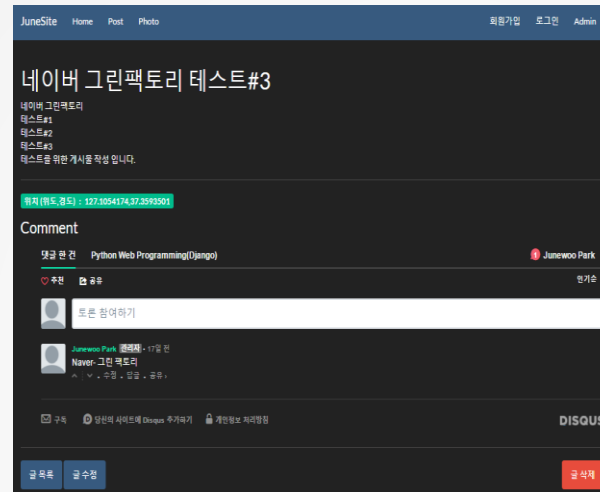 JuneSite Home Post Photo 회원가입 로그인 Admin
네이버 그린팩토리 테스트#3
네이버 그린팩토리
테스트#1
테스트#2
테스트#3
테스트를 위한 게시물 작성 입니다.
위치 (위도,경도) : 127.1054174,37.3593501
Comment
댓글 한 건 Python Web Programming(Django) 1 Junewoo Park
추천 공유 인기순
토론 참여하기
Junewoo Park 관리자 • 17일 전
Naver- 그린 팩토리
수정 • 답글 • 공유 ›
구독 D 당신의 사이트에 Disqus 추가하기 개인정보 처리방침 DISQUS
글 목록 글 수정 글 삭제